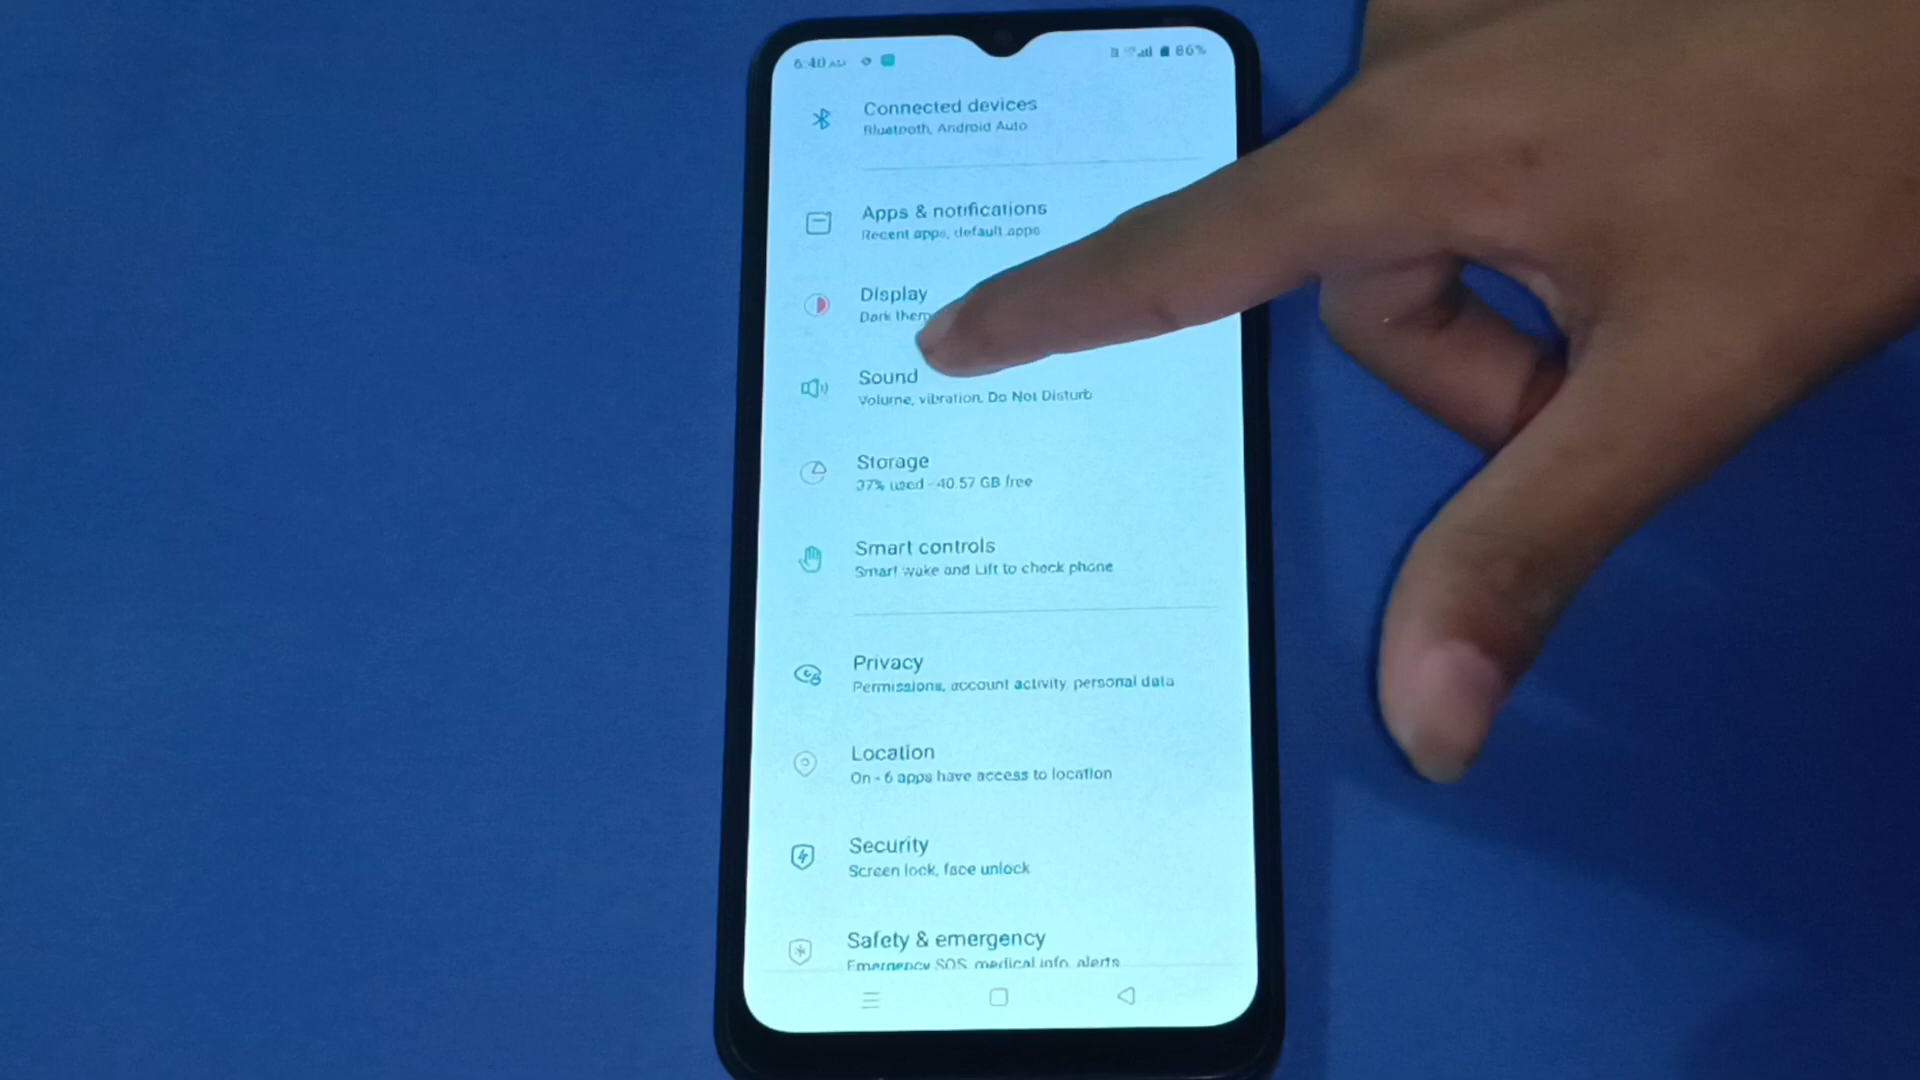 6:40 AM
86%
Connected devices
Bluetooth, Android Auto
Apps & notifications
Recent apps, default apps
Display
Dark them
Sound
Volume, vibration, Do Not Disturb
Storage
37% used - 40.57 GB free
Smart controls
Smart wake and Lift to check phone
Privacy
Permissions, account activity, personal data
Location
On - 6 apps have access to location
Security
Screen lock, face unlock
Safety & emergency
Emergency SOS, medical info, alerts